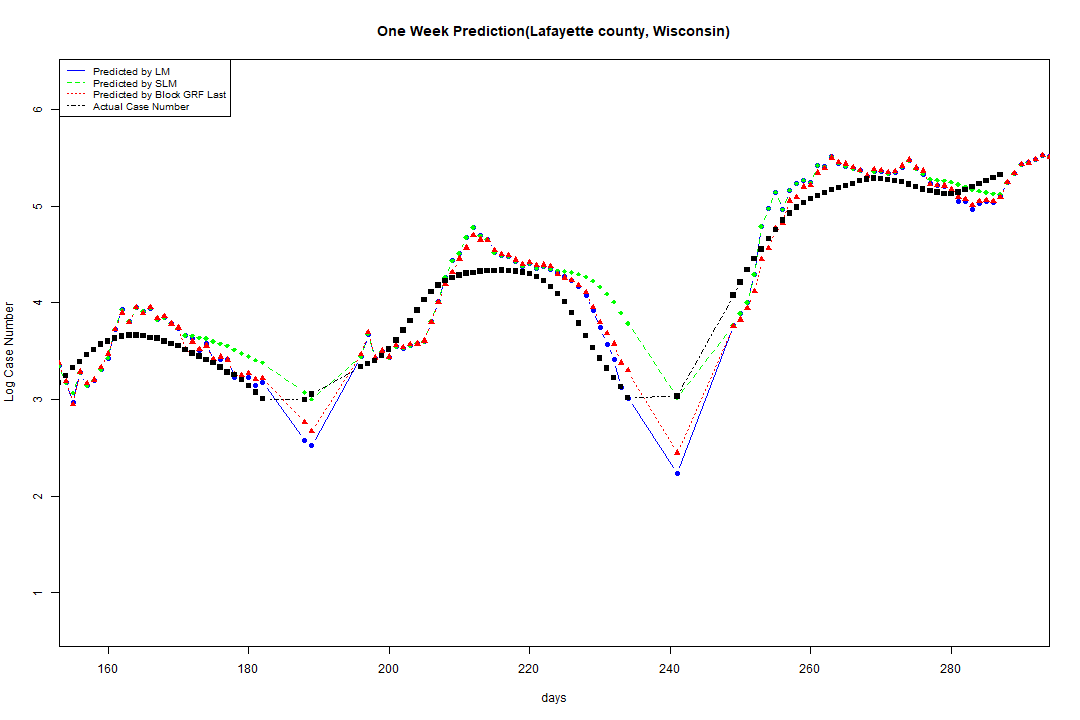 One Week Prediction(Lafayette county, Wisconsin)
Predicted by LM
Predicted by SLM
Predicted by Block GRF Last
Actual Case Number
6
5
4
3
2
1
Log Case Number
160 180 200 220 240 260 280
days